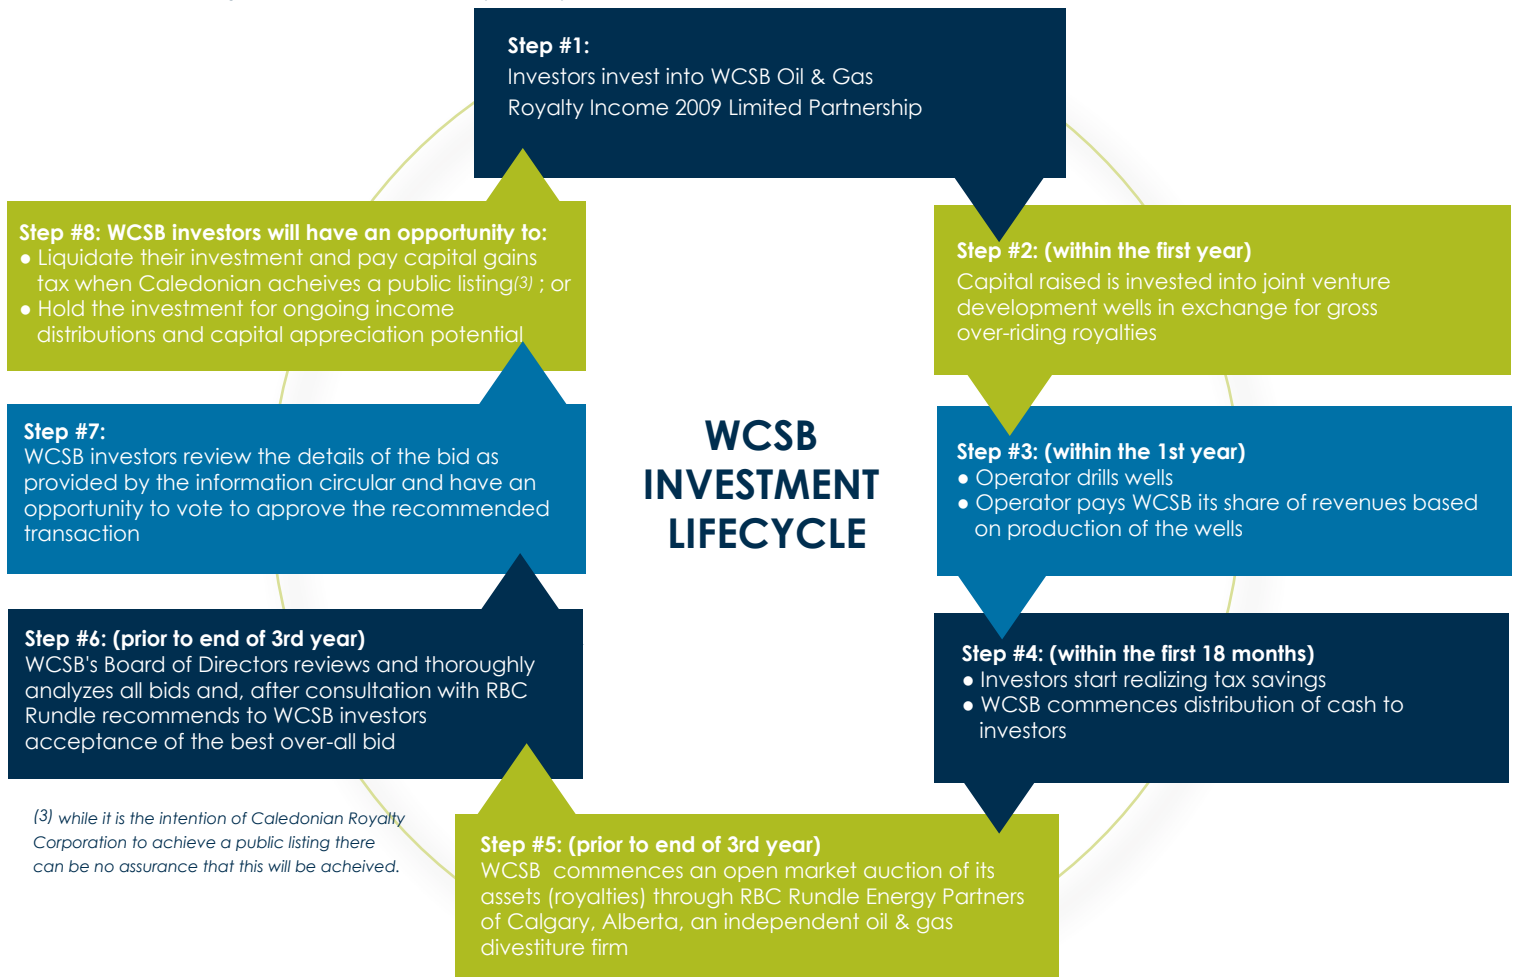 Step #1:
Investors invest into WCSB Oil & Gas
Royalty Income 2009 Limited Partnership
Step #2: (within the first year)
Capital raised is invested into joint venture
development wells in exchange for gross
over-riding royalties
Step #3: (within the 1st year)
● Operator drills wells
● Operator pays WCSB its share of revenues based
on production of the wells
Step #4: (within the first 18 months)
● Investors start realizing tax savings
● WCSB commences distribution of cash to
investors
Step #5: (prior to end of 3rd year)
WCSB commences an open market auction of its
assets (royalties) through RBC Rundle Energy Partners
of Calgary, Alberta, an independent oil & gas
divestiture firm
Step #6: (prior to end of 3rd year)
WCSB's Board of Directors reviews and thoroughly
analyzes all bids and, after consultation with RBC
Rundle recommends to WCSB investors
acceptance of the best over-all bid
Step #7:
WCSB investors review the details of the bid as
provided by the information circular and have an
opportunity to vote to approve the recommended
transaction
Step #8: WCSB investors will have an opportunity to:
● Liquidate their investment and pay capital gains
tax when Caledonian acheives a public listing(3) ; or
● Hold the investment for ongoing income
distributions and capital appreciation potential
WCSB
INVESTMENT
LIFECYCLE
(3) while it is the intention of Caledonian Royalty
Corporation to achieve a public listing there
can be no assurance that this will be acheived.